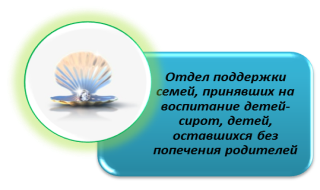 Отдел поддержки
семей, принявших на
воспитание детей-
сирот, детей,
оставшихся без
попечения родителей